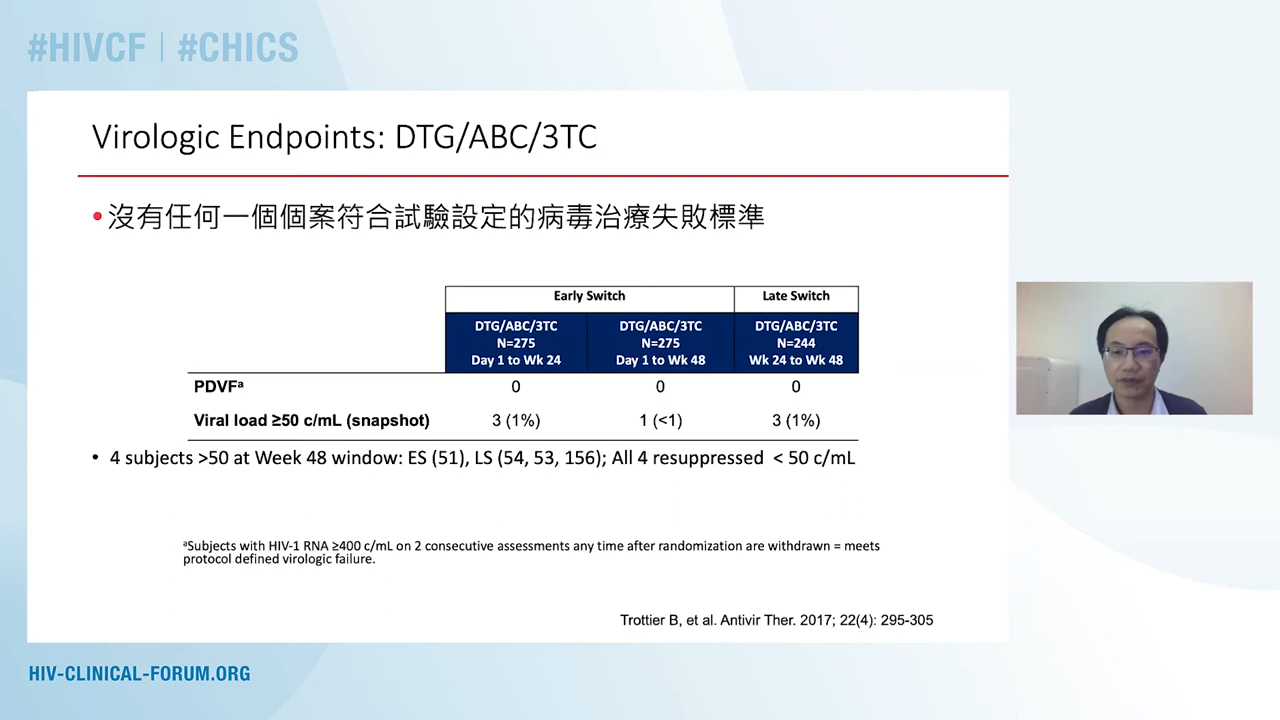 #HIVCF | #CHICS
Virologic Endpoints: DTG/ABC/3TC
• 沒有任何一個個案符合試驗設定的病毒治療失敗標準
Early Switch Late Switch
DTG/ABC/3TC DTG/ABC/3TC DTG/ABC/3TC
N=275 N=275 N=244
Day 1 to Wk 24 Day 1 to Wk 48 Wk 24 to Wk 48
PDVFᵃ 0 0 0
Viral load ≥50 c/mL (snapshot) 3 (1%) 1 (<1) 3 (1%)
• 4 subjects >50 at Week 48 window: ES (51), LS (54, 53, 156); All 4 resuppressed < 50 c/mL
ᵃSubjects with HIV-1 RNA ≥400 c/mL on 2 consecutive assessments any time after randomization are withdrawn = meets
protocol defined virologic failure.
Trottier B, et al. Antivir Ther. 2017; 22(4): 295-305
HIV-CLINICAL-FORUM.ORG